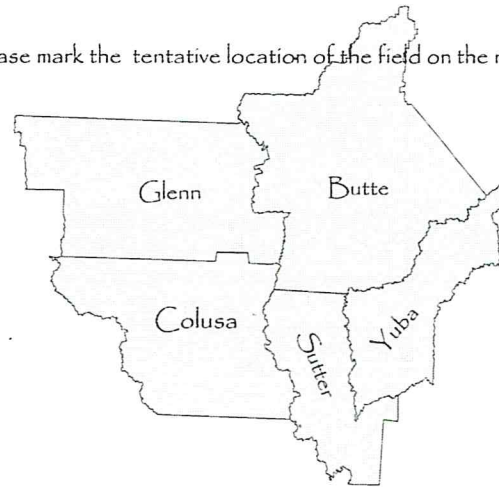 ase mark the tentative location of the field on the
Glenn
Butte
Colusa
Sutter
Yuba